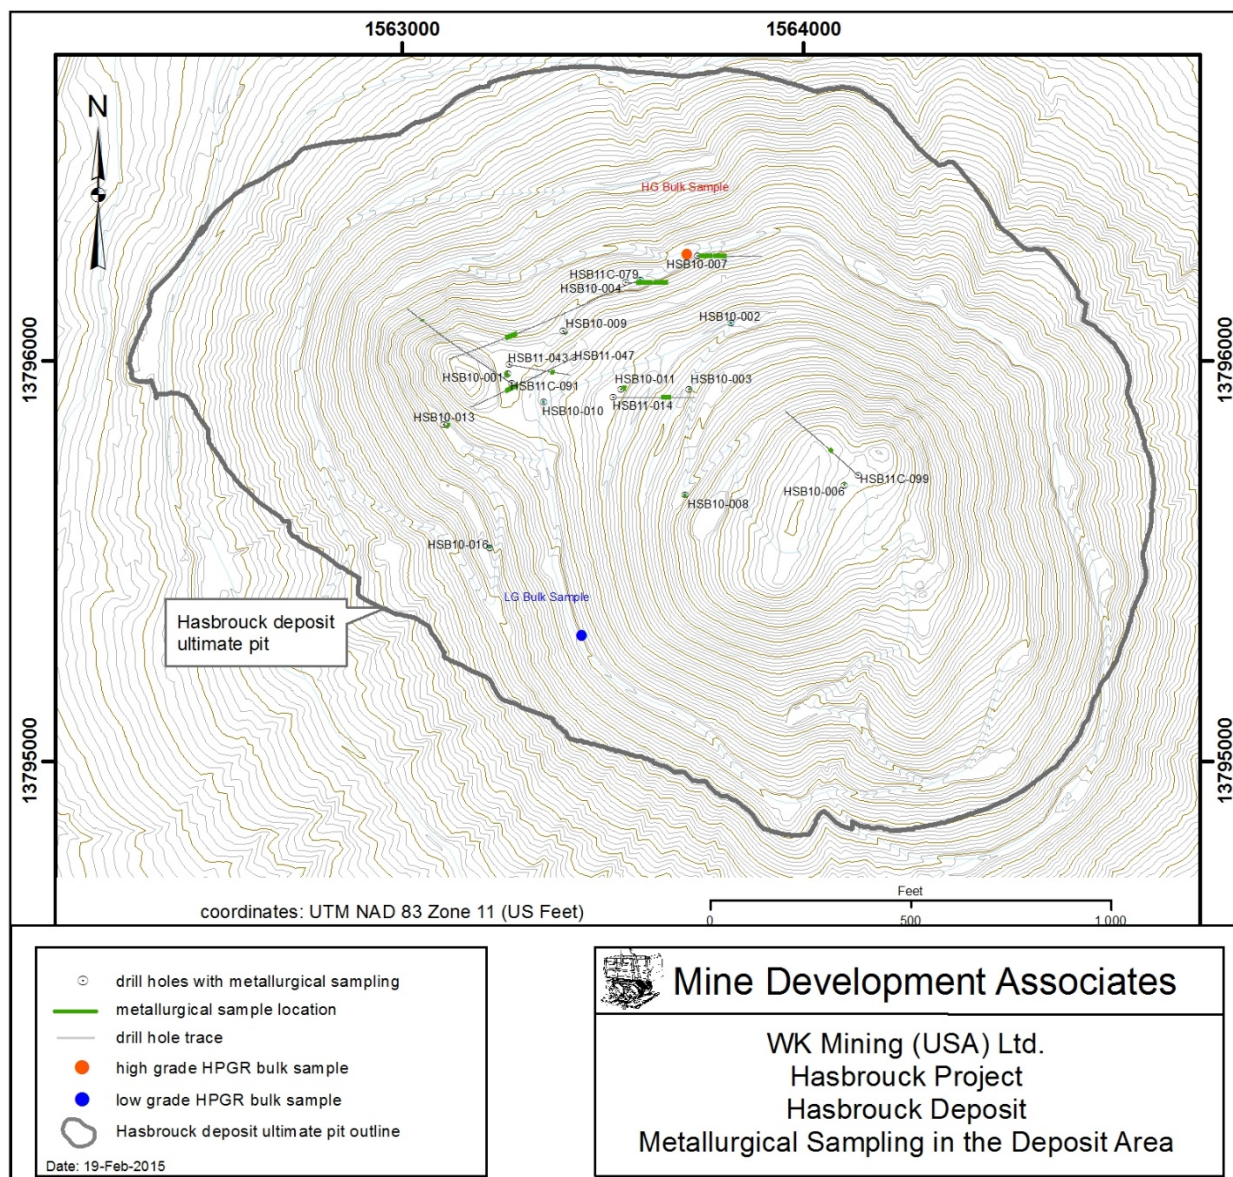 1563000
1564000
N
HG Bulk Sample
HSB10-007
HSB11C-079
HSB10-004
HSB10-002
HSB10-009
13796000
13796000
HSB11-043
HSB11-047
HSB10-001
HSB11C-091
HSB10-011
HSB10-003
HSB10-010
HSB11-014
HSB10-013
HSB11C-099
HSB10-006
HSB10-008
HSB10-016
LG Bulk Sample
Hasbrouck deposit
ultimate pit
13795000
13795000
Feet
coordinates: UTM NAD 83 Zone 11 (US Feet)
0
500
1 000
drill holes with metallurgical sampling
metallurgical sample location
drill hole trace
high grade HPGR bulk sample
low grade HPGR bulk sample
Hasbrouck deposit ultimate pit outline
Date: 19-Feb-2015
Mine Development Associates
WK Mining (USA) Ltd.
Hasbrouck Project
Hasbrouck Deposit
Metallurgical Sampling in the Deposit Area